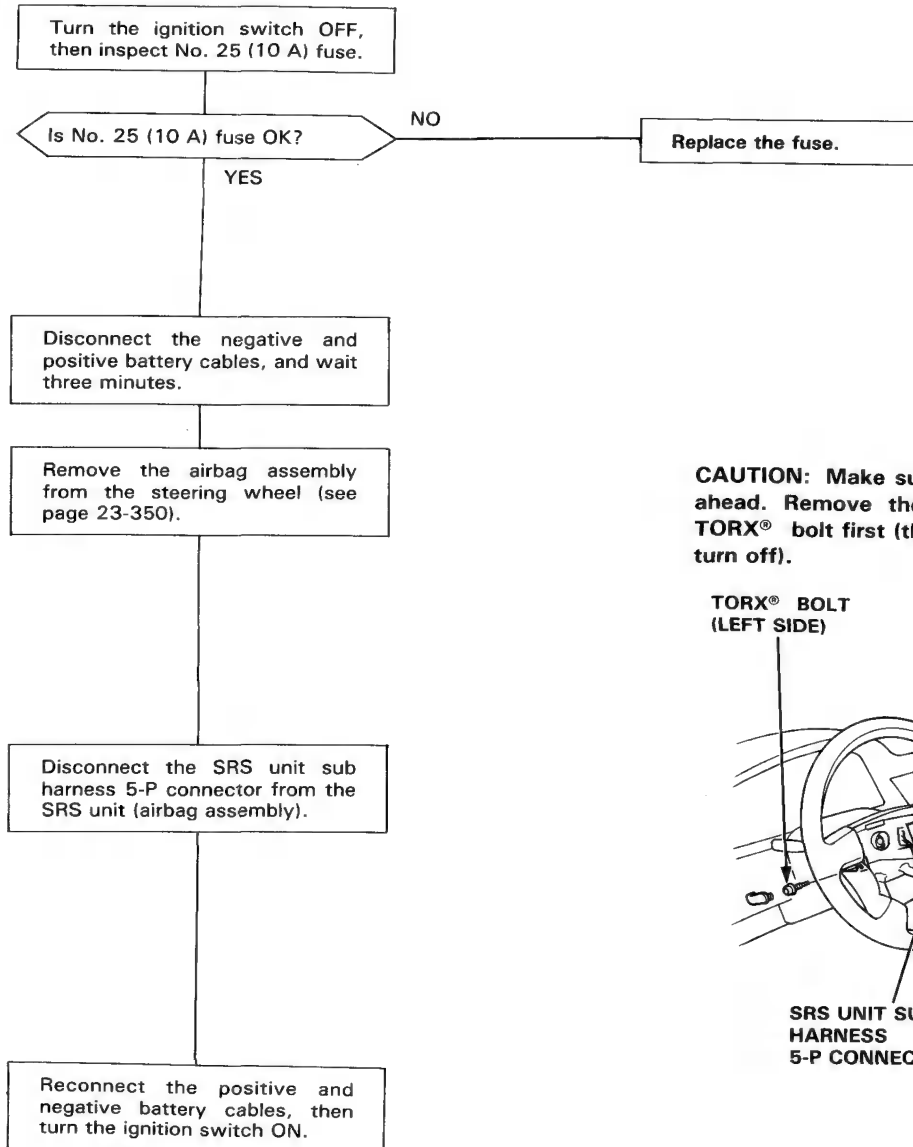 Turn the ignition switch OFF,
then inspect No. 25 (10 A) fuse.
Is No. 25 (10 A) fuse OK?
NO
Replace the fuse.
YES
Disconnect the negative and
positive battery cables, and wait
three minutes.
Remove the airbag assembly
from the steering wheel (see
page 23-350).
CAUTION: Make su
ahead. Remove the
TORX® bolt first (th
turn off).
TORX® BOLT
(LEFT SIDE)
Disconnect the SRS unit sub
harness 5-P connector from the
SRS unit (airbag assembly).
SRS UNIT SU
HARNESS
5-P CONNEC
Reconnect the positive and
negative battery cables, then
turn the ignition switch ON.